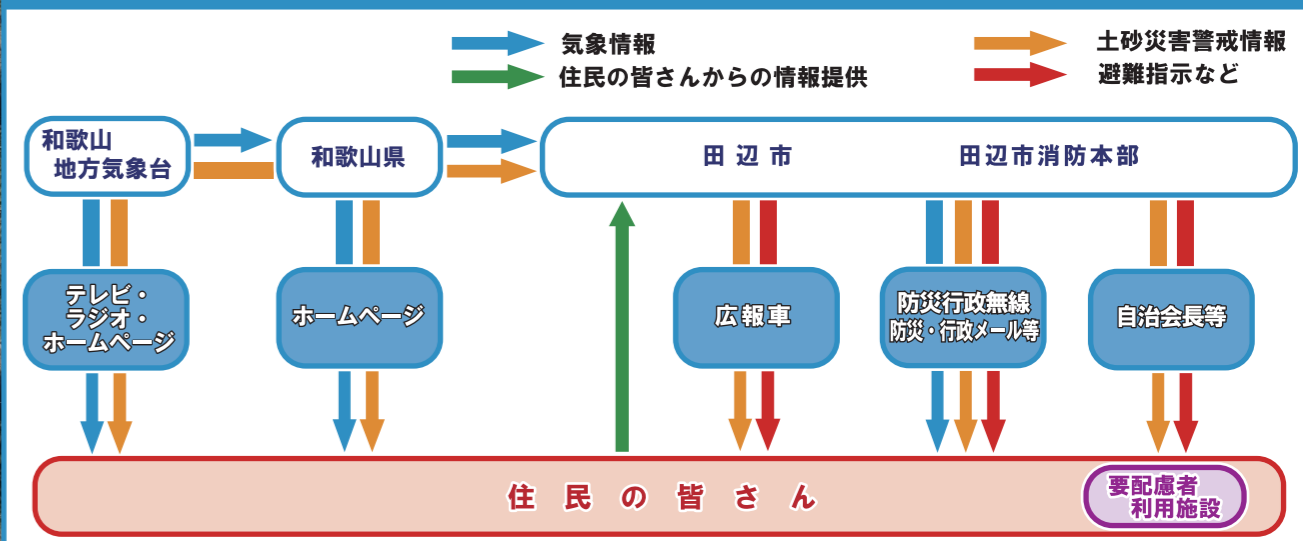 気象情報
土砂災害警戒情報
住民の皆さんからの情報提供
避難指示など
和歌山
地方気象台
和歌山県
田辺市
田辺市消防本部
テレビ・
ラジオ・
ホームページ
ホームページ
広報車
防災行政無線
防災・行政メール等
自治会長等
住民の皆さん
要配慮者
利用施設